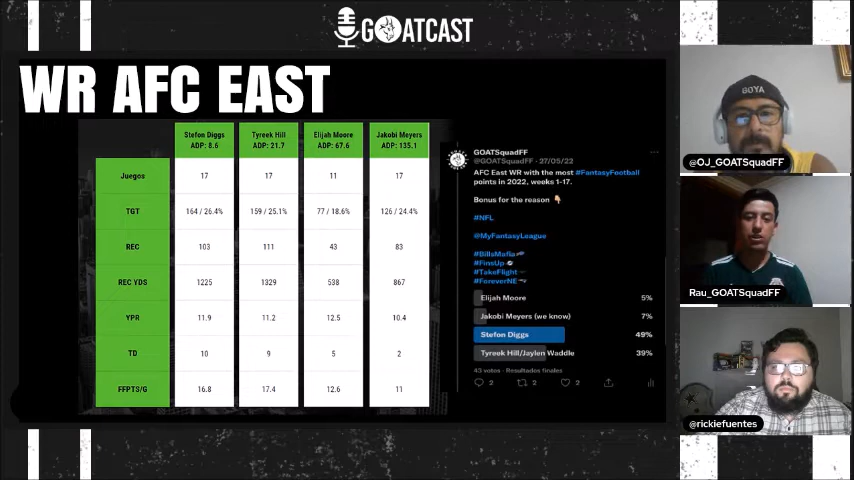 GOATCAST
WR AFC EAST
Stefon Diggs
ADP: 8.6
Tyreek Hill
ADP: 21.7
Elijah Moore
ADP: 67.6
Jakobi Meyers
ADP: 135.1
Juegos 17 17 11 17
TGT 164 / 26.4% 159 / 25.1% 77 / 18.6% 126 / 24.4%
REC 103 111 43 83
REC YDS 1225 1329 538 867
YPR 11.9 11.2 12.5 10.4
TD 10 9 5 2
FFPTS/G 16.8 17.4 12.6 11
GOATSquadFF
@GOATSquadFF · 27/05/22
AFC East WR with the most #FantasyFootball
points in 2022, weeks 1-17.
Bonus for the reason
#NFL
@MyFantasyLeague
#BillsMafia
#FinsUp
#TakeFlight
#ForeverNE
Elijah Moore 5%
Jakobi Meyers (we know) 7%
Stefon Diggs 49%
Tyreek Hill/Jaylen Waddle 39%
43 votos · Resultados finales
2 2 2
GOYA
@OJ_GOATSquadFF
Rau_GOATSquadFF
@rickiefuentes